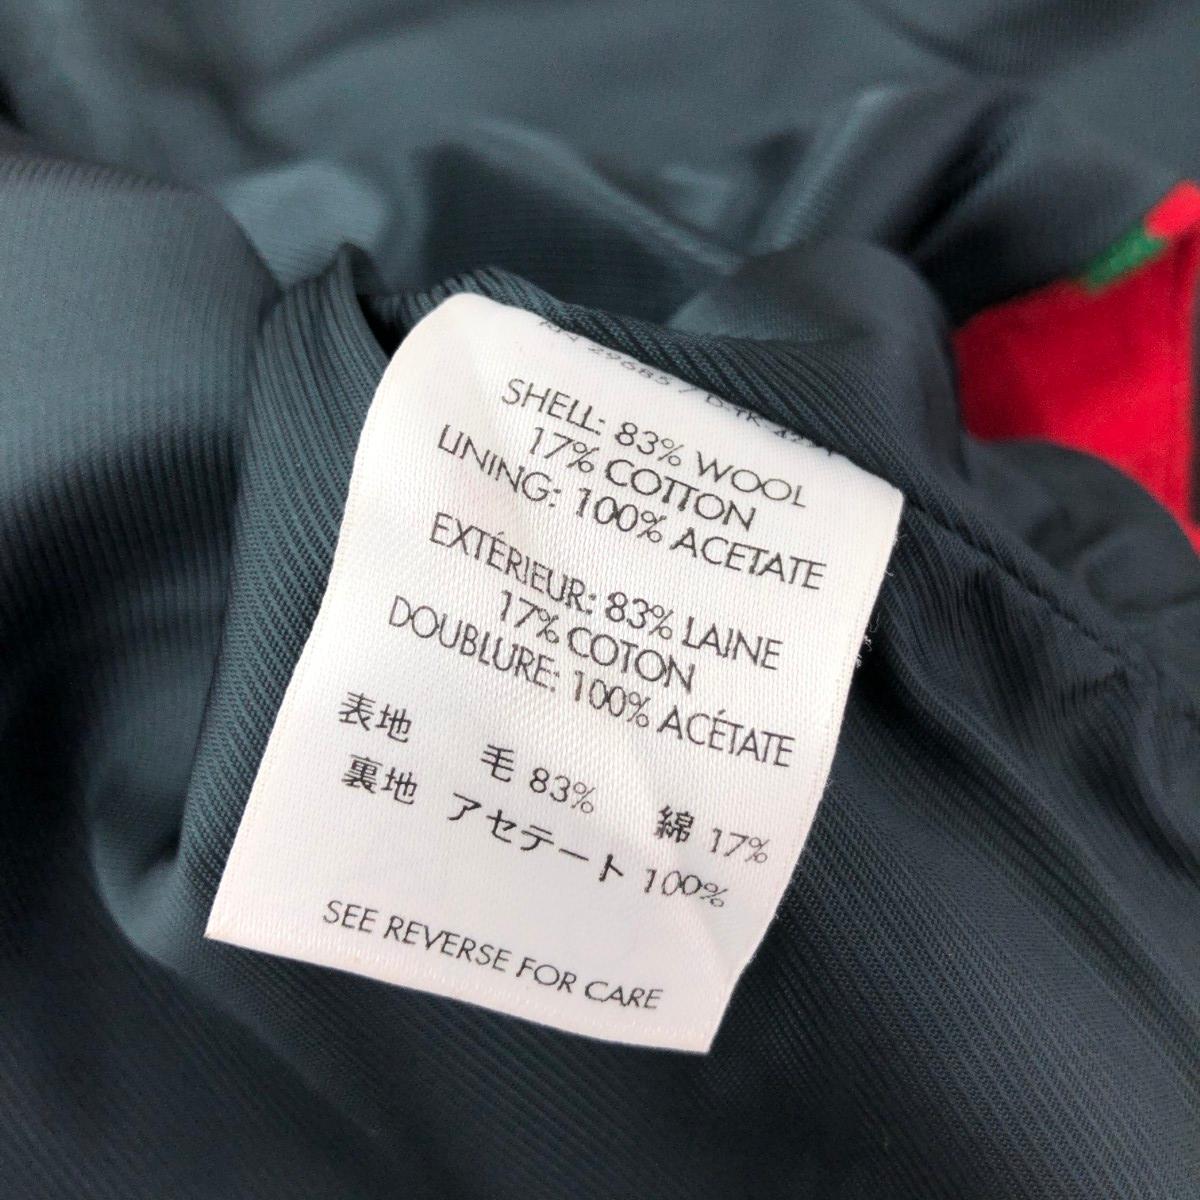 SHELL: 83% WOOL
17% COTTON
LINING: 100% ACETATE
EXTÉRIEUR: 83% LAINE
17% COTON
DOUBLURE: 100% ACÉTATE
表地 毛 83% 綿 17%
裏地 アセテート 100%
SEE REVERSE FOR CARE